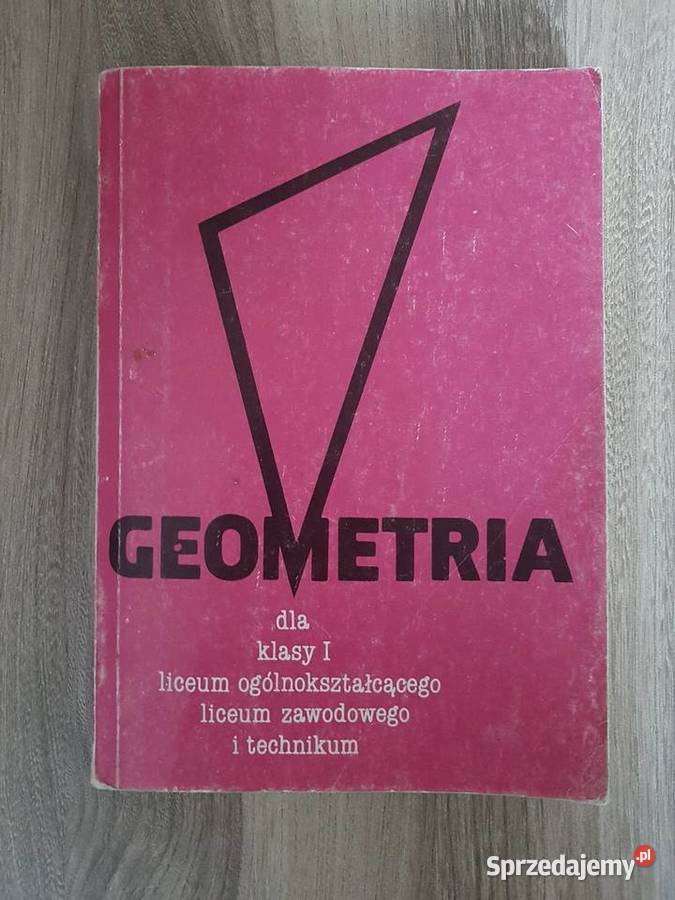 GEOMETRIA
dla
klasy I
liceum ogólnokształcącego
liceum zawodowego
i technikum
Sprzedajemy.pl